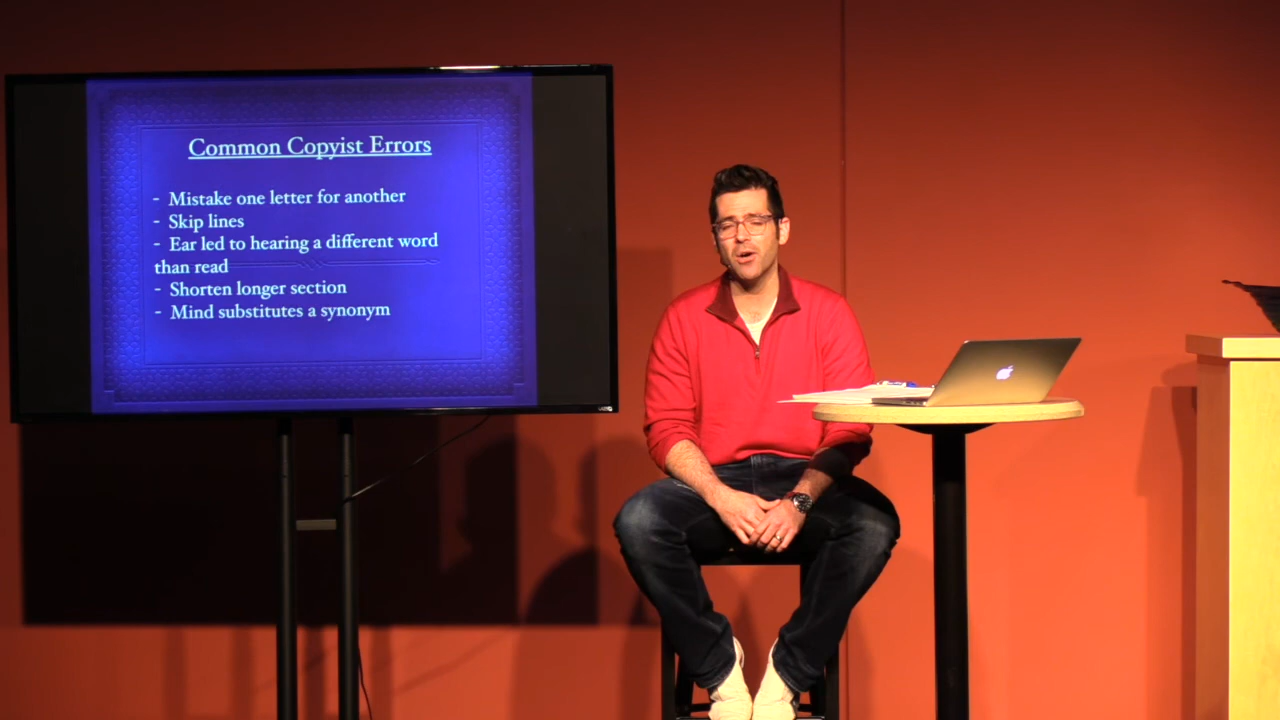 Common Copyist Errors
- Mistake one letter for another
- Skip lines
- Ear led to hearing a different word
than read
- Shorten longer section
- Mind substitutes a synonym